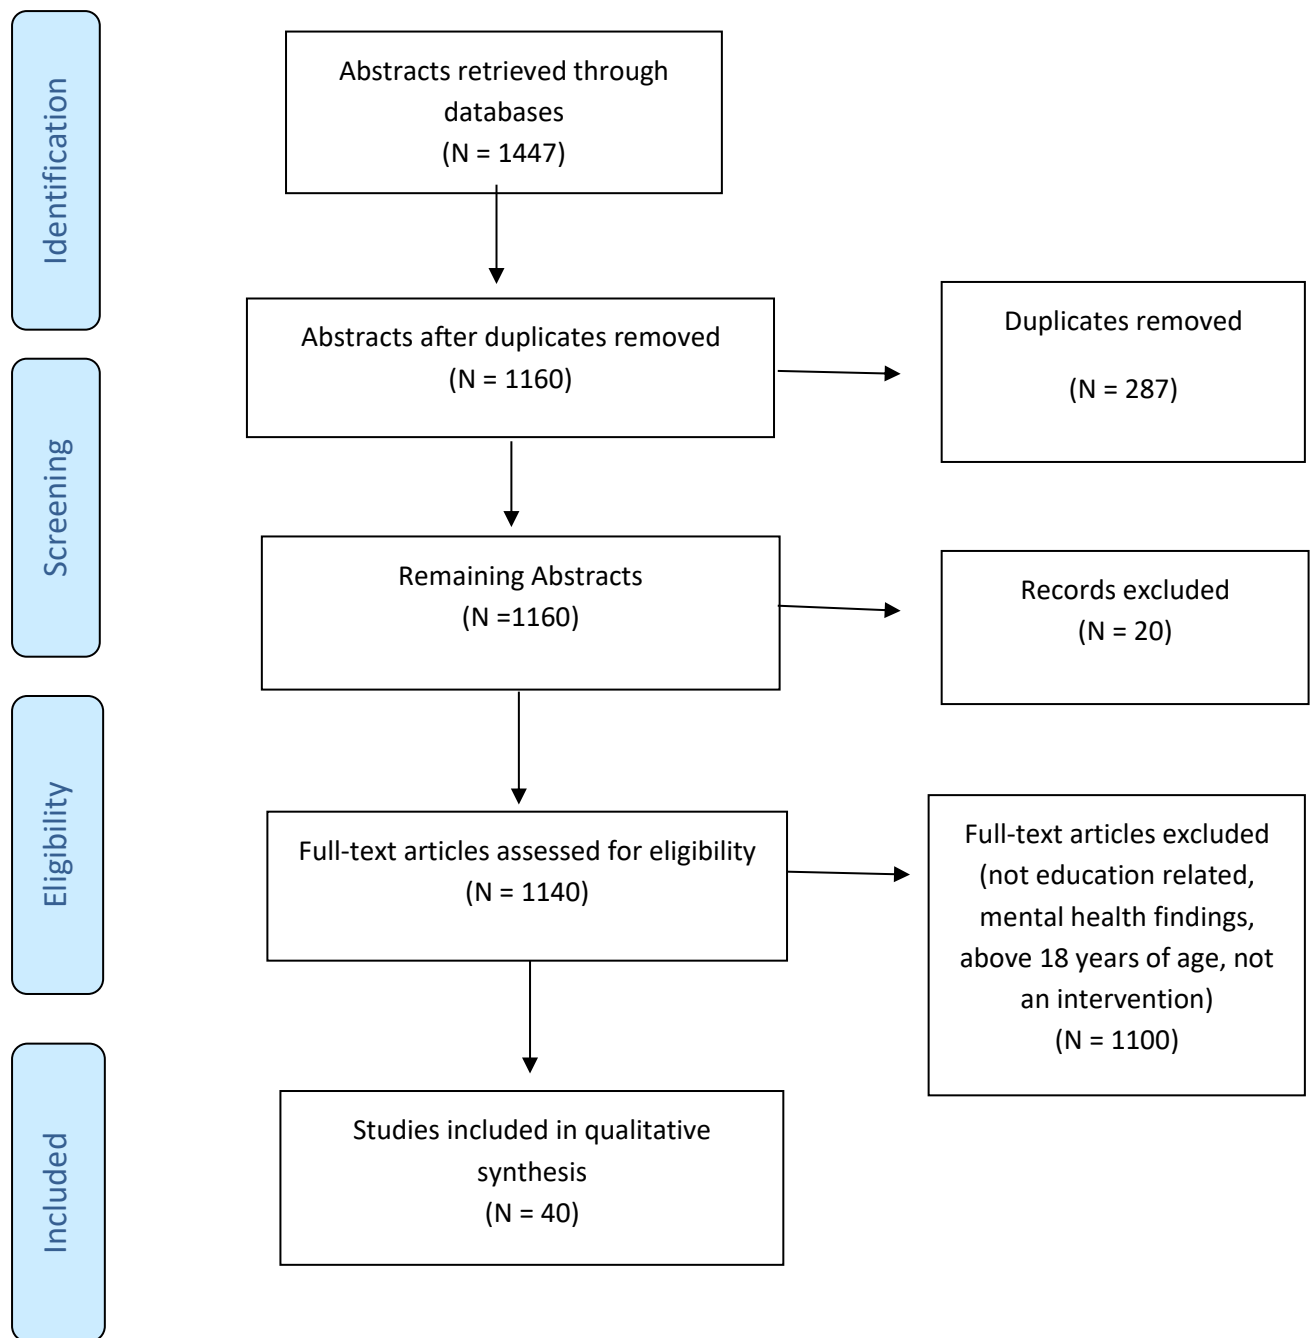 Identification
Abstracts retrieved through
databases
(N = 1447)
Abstracts after duplicates removed
(N = 1160)
Duplicates removed
(N = 287)
Screening
Remaining Abstracts
(N =1160)
Records excluded
(N = 20)
Eligibility
Full-text articles assessed for eligibility
(N = 1140)
Full-text articles excluded
(not education related,
mental health findings,
above 18 years of age, not
an intervention)
(N = 1100)
Included
Studies included in qualitative
synthesis
(N = 40)